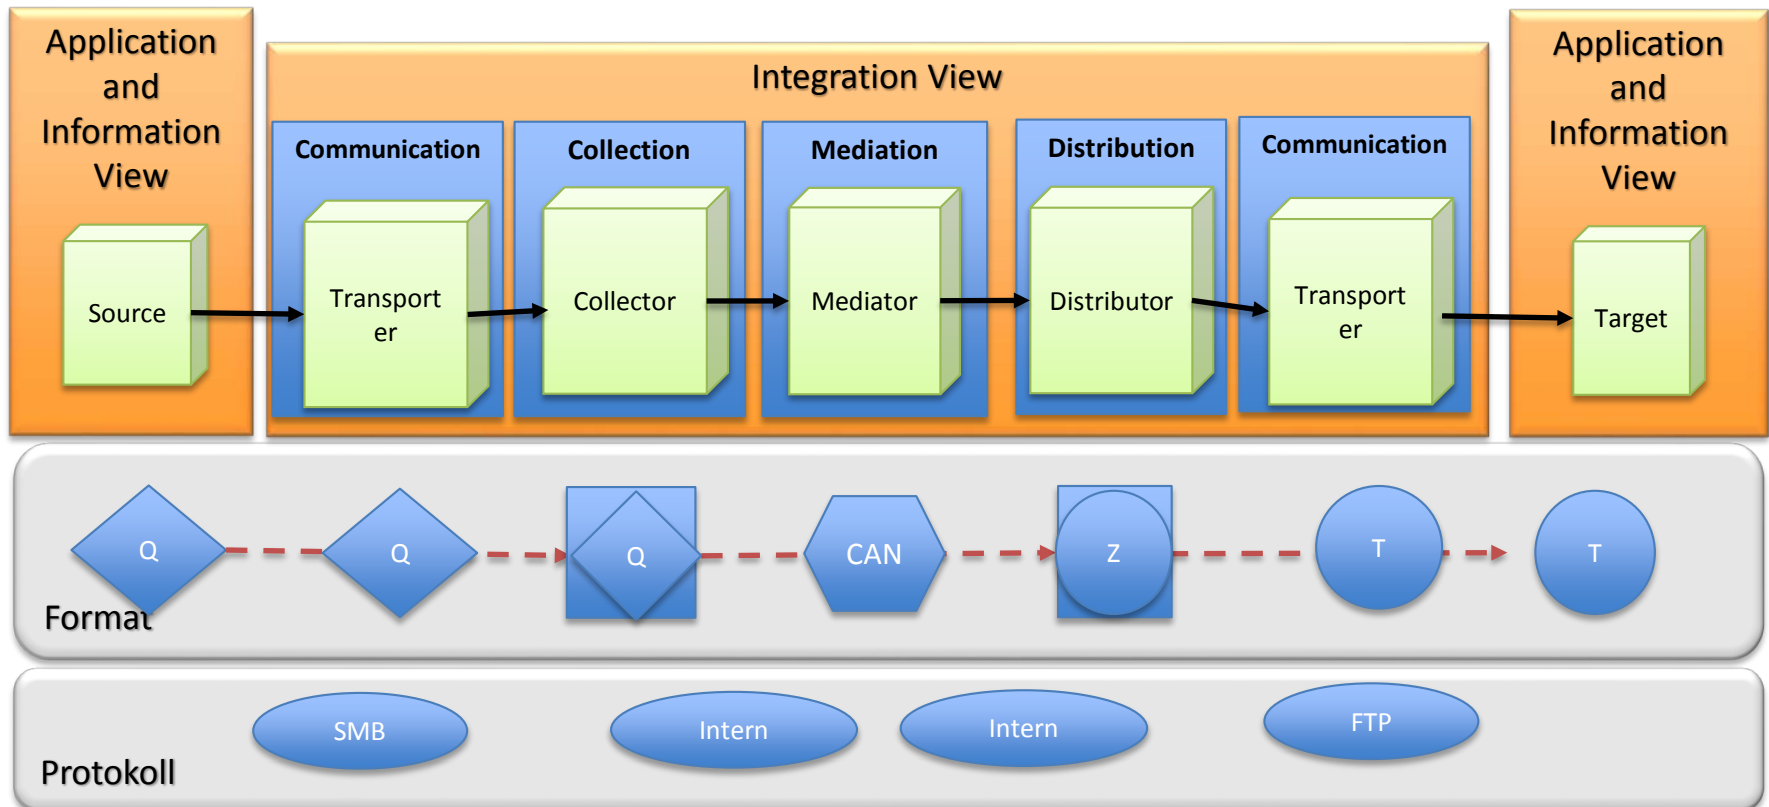 Application
and
Information
View
Integration View
Application
and
Information
View
Communication
Collection
Mediation
Distribution
Communication
Source
Transport
er
Collector
Mediator
Distributor
Transport
er
Target
Q
Q
Q
CAN
Z
T
T
Format
SMB
Intern
Intern
FTP
Protokoll